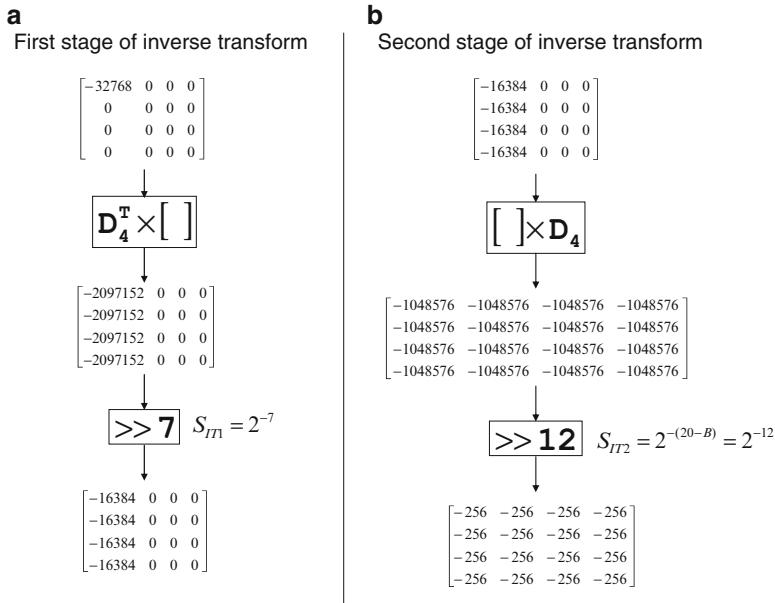 a
First stage of inverse transform
−32768 0 0 0
0 0 0 0
0 0 0 0
0 0 0 0
D₄ᵀ × [ ]
−2097152 0 0 0
−2097152 0 0 0
−2097152 0 0 0
−2097152 0 0 0
>> 7 S_IT1 = 2⁻⁷
−16384 0 0 0
−16384 0 0 0
−16384 0 0 0
−16384 0 0 0
b
Second stage of inverse transform
−16384 0 0 0
−16384 0 0 0
−16384 0 0 0
−16384 0 0 0
[ ] × D₄
−1048576 −1048576 −1048576 −1048576
−1048576 −1048576 −1048576 −1048576
−1048576 −1048576 −1048576 −1048576
−1048576 −1048576 −1048576 −1048576
>> 12 S_IT2 = 2^−(20−B) = 2⁻¹²
−256 −256 −256 −256
−256 −256 −256 −256
−256 −256 −256 −256
−256 −256 −256 −256